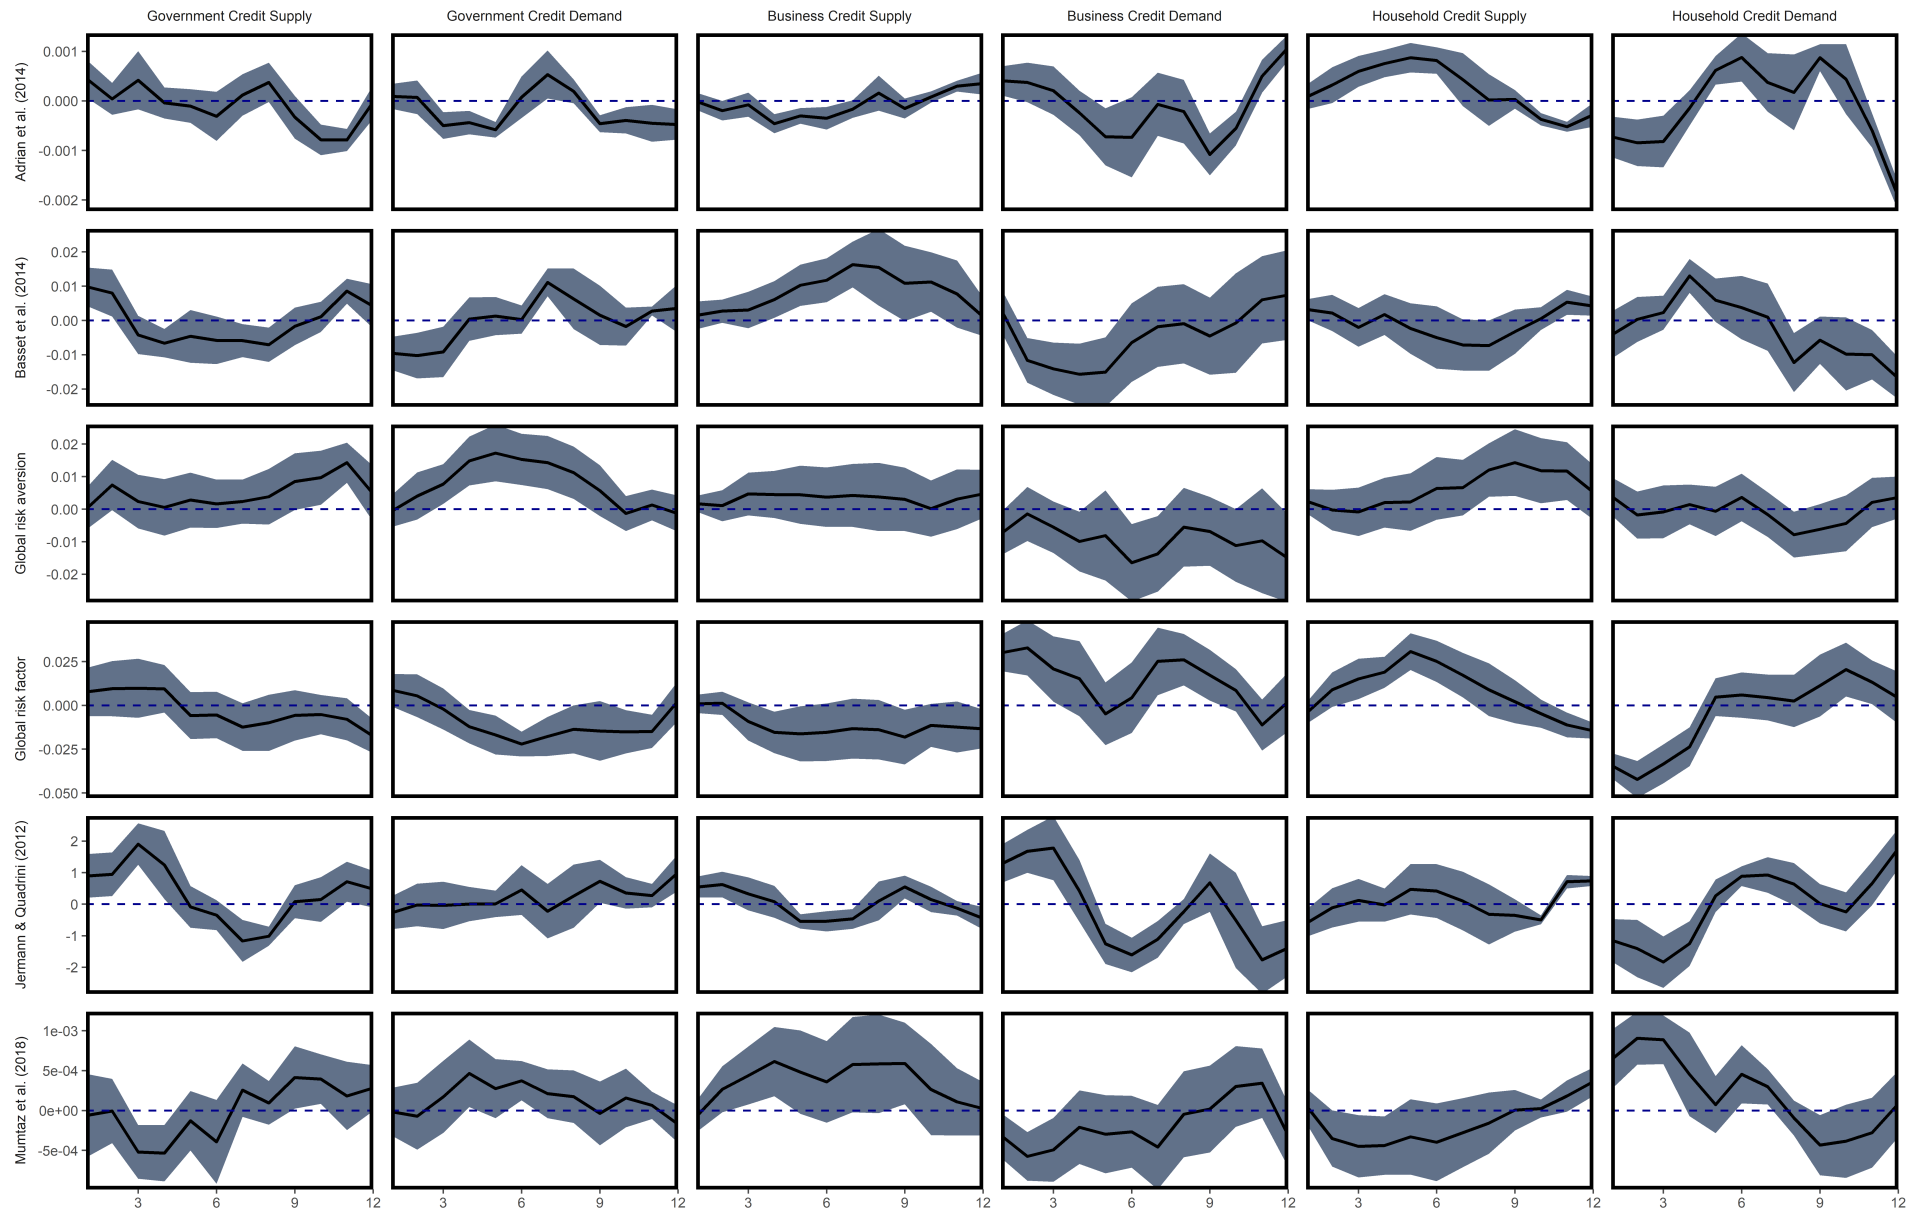 Government Credit Supply Government Credit Demand Business Credit Supply Business Credit Demand Household Credit Supply Household Credit Demand
Adrian et al. (2014)
0.001
0.000
-0.001
-0.002
Basset et al. (2014)
0.02
0.01
0.00
-0.01
-0.02
Global risk aversion
0.02
0.01
0.00
-0.01
-0.02
Global risk factor
0.025
0.000
-0.025
-0.050
Jermann & Quadrini (2012)
2
1
0
-1
-2
Mumtaz et al. (2018)
1e-03
5e-04
0e+00
-5e-04
3 6 9 12 3 6 9 12 3 6 9 12 3 6 9 12 3 6 9 12 3 6 9 12